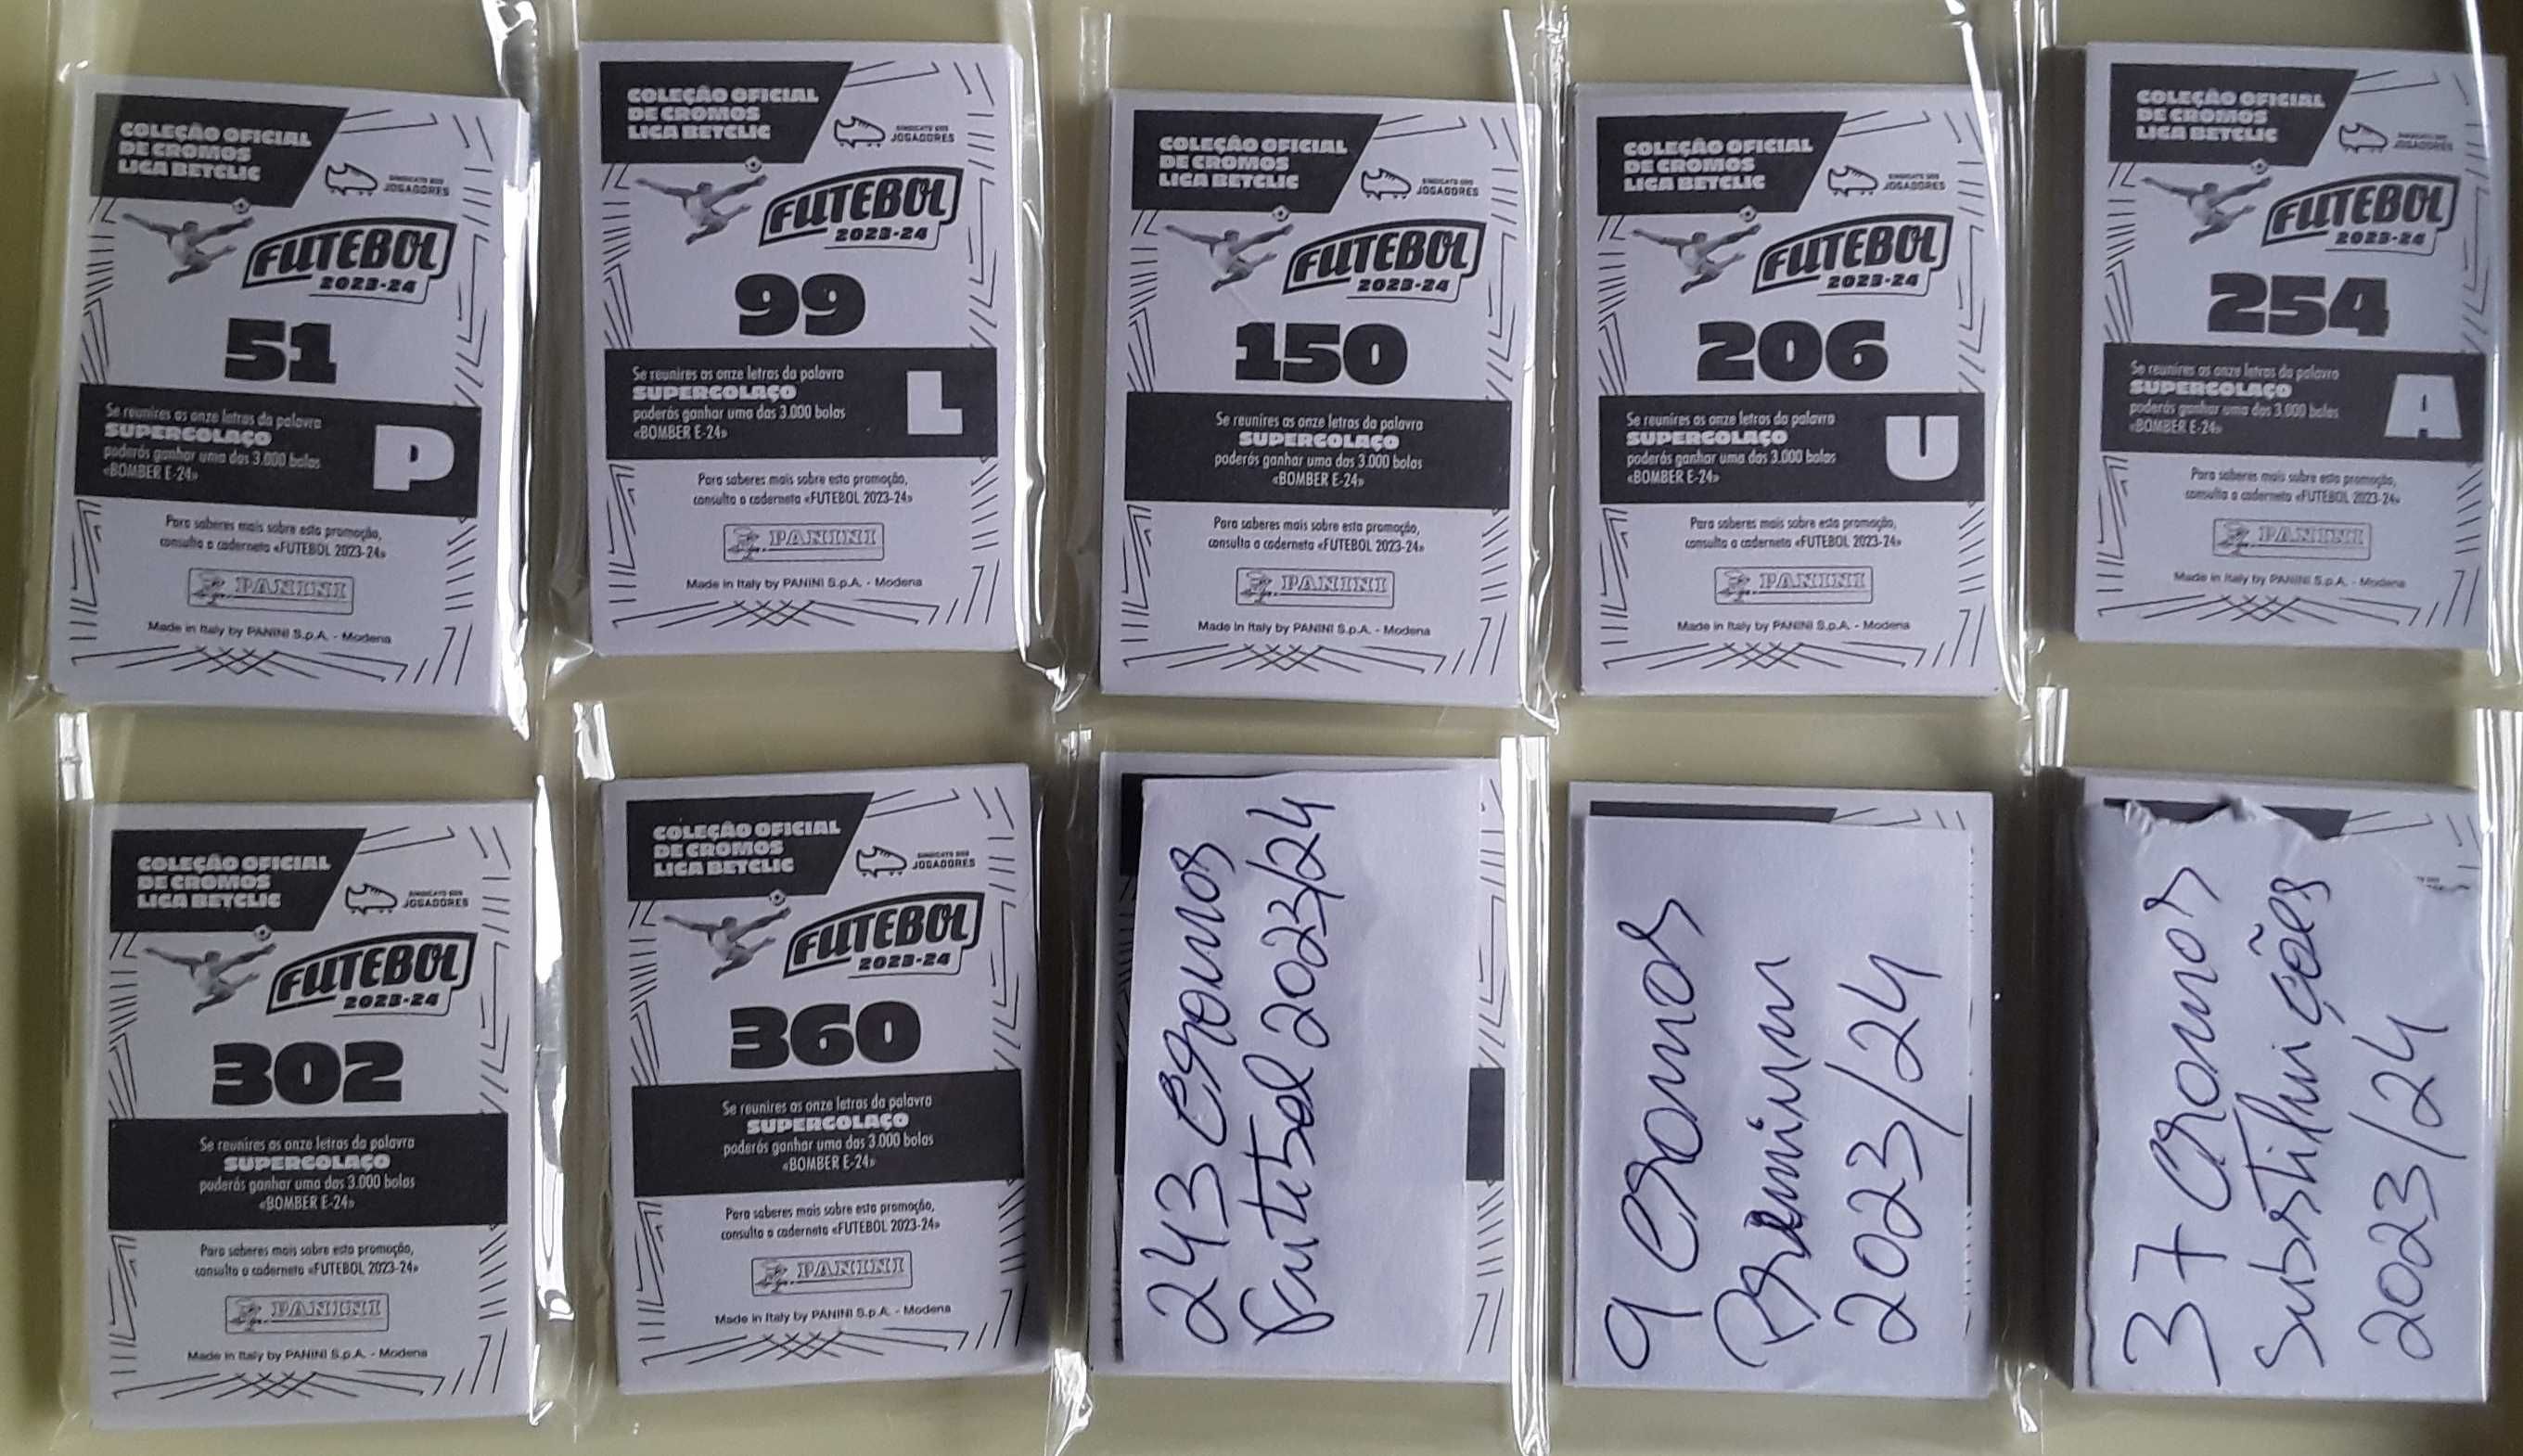 COLEÇÃO OFICIAL
DE CROMOS
LIGA BETCLIC
SINDICATO DOS
JOGADORES
FUTEBOL
2023-24
51
Se reunires as onze letras da palavra
SUPERGOLAÇO
poderás ganhar uma das 3.000 bolas
«BOMBER E-24»
P
Para saberes mais sobre esta promoção,
consulta a caderneta «FUTEBOL 2023-24»
PANINI
Made in Italy by PANINI S.p.A. - Modena
COLEÇÃO OFICIAL
DE CROMOS
LIGA BETCLIC
SINDICATO DOS
JOGADORES
FUTEBOL
2023-24
99
Se reunires as onze letras da palavra
SUPERGOLAÇO
poderás ganhar uma das 3.000 bolas
«BOMBER E-24»
L
Para saberes mais sobre esta promoção,
consulta a caderneta «FUTEBOL 2023-24»
PANINI
Made in Italy by PANINI S.p.A. - Modena
COLEÇÃO OFICIAL
DE CROMOS
LIGA BETCLIC
SINDICATO DOS
JOGADORES
FUTEBOL
2023-24
150
Se reunires as onze letras da palavra
SUPERGOLAÇO
poderás ganhar uma das 3.000 bolas
«BOMBER E-24»
Para saberes mais sobre esta promoção,
consulta a caderneta «FUTEBOL 2023-24»
PANINI
Made in Italy by PANINI S.p.A. - Modena
COLEÇÃO OFICIAL
DE CROMOS
LIGA BETCLIC
SINDICATO DOS
JOGADORES
FUTEBOL
2023-24
206
Se reunires as onze letras da palavra
SUPERGOLAÇO
poderás ganhar uma das 3.000 bolas
«BOMBER E-24»
U
Para saberes mais sobre esta promoção,
consulta a caderneta «FUTEBOL 2023-24»
PANINI
Made in Italy by PANINI S.p.A. - Modena
COLEÇÃO OFICIAL
DE CROMOS
LIGA BETCLIC
SINDICATO DOS
JOGADORES
FUTEBOL
2023-24
254
Se reunires as onze letras da palavra
SUPERGOLAÇO
poderás ganhar uma das 3.000 bolas
«BOMBER E-24»
A
Para saberes mais sobre esta promoção,
consulta a caderneta «FUTEBOL 2023-24»
PANINI
Made in Italy by PANINI S.p.A. - Modena
COLEÇÃO OFICIAL
DE CROMOS
LIGA BETCLIC
SINDICATO DOS
JOGADORES
FUTEBOL
2023-24
302
Se reunires as onze letras da palavra
SUPERGOLAÇO
poderás ganhar uma das 3.000 bolas
«BOMBER E-24»
Para saberes mais sobre esta promoção,
consulta a caderneta «FUTEBOL 2023-24»
PANINI
Made in Italy by PANINI S.p.A. - Modena
COLEÇÃO OFICIAL
DE CROMOS
LIGA BETCLIC
SINDICATO DOS
JOGADORES
FUTEBOL
2023-24
360
Se reunires as onze letras da palavra
SUPERGOLAÇO
poderás ganhar uma das 3.000 bolas
«BOMBER E-24»
Para saberes mais sobre esta promoção,
consulta a caderneta «FUTEBOL 2023-24»
PANINI
Made in Italy by PANINI S.p.A. - Modena
243 Cromos
futebol 2023/24
9 Cromos
Premium
2023/24
37 Cromos
Substituições
2023/24